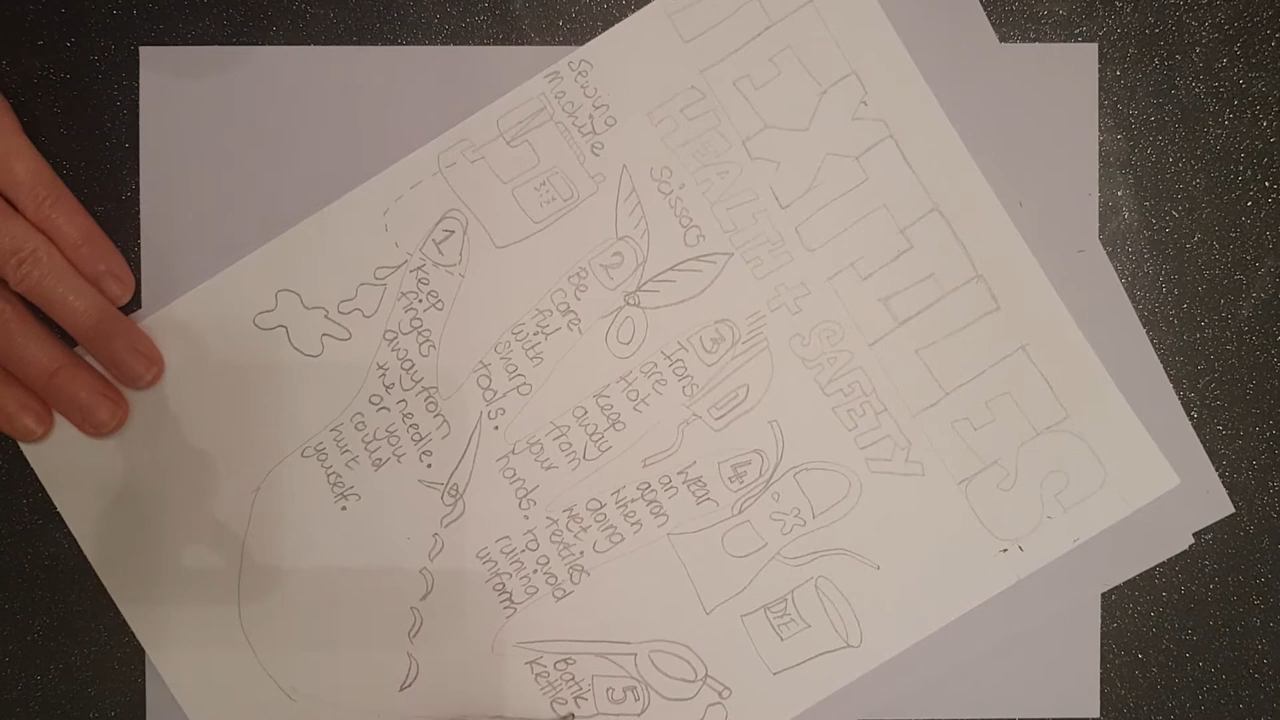 TEXTILES
HEALTH + SAFETY
Sewing
Machine
Scissors
1
Keep
fingers
away from
the needle.
or you
could
hurt
yourself.
2
Be
care-
ful
with
sharp
tools.
3
Irons
are
Hot
keep
away
from
your
hands.
4
Wear
an
apron
when
doing
wet
textiles
to avoid
ruining
uniform
DYE
5
Batik
Kettle